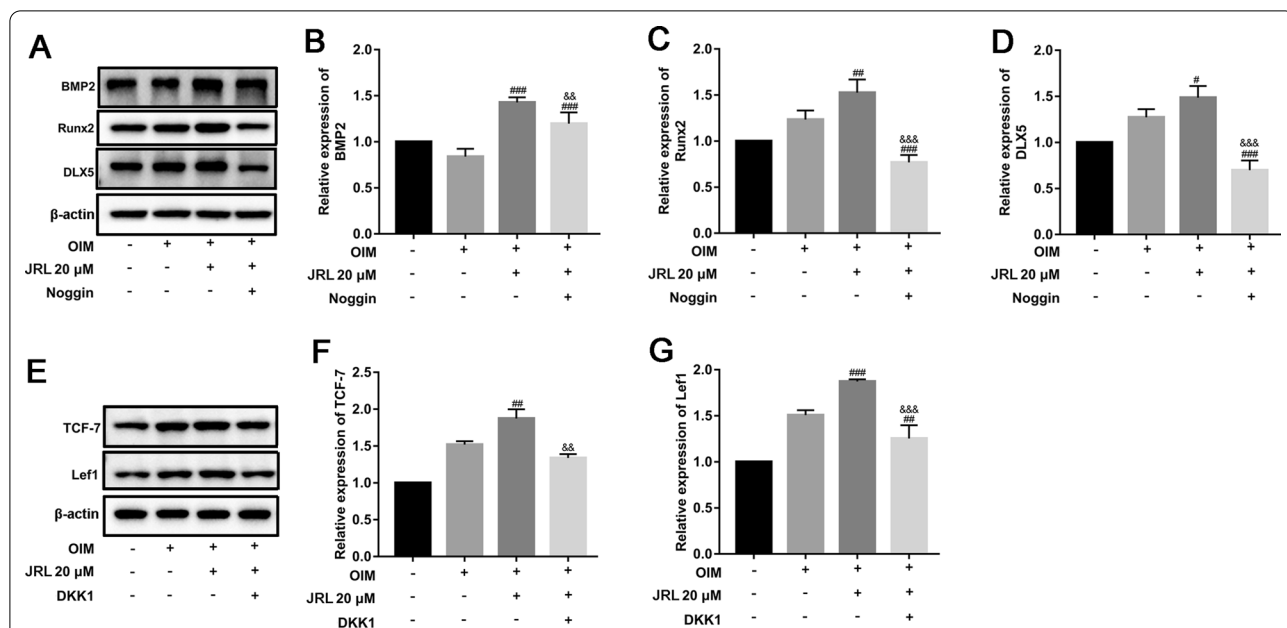 A
BMP2
Runx2
DLX5
β-actin
OIM - + + +
JRL 20 μM - - + +
Noggin - - - +
B
Relative expression of
BMP2
2.0
1.5
1.0
0.5
0.0
###
&&
###
OIM - + + +
JRL 20 μM - - + +
Noggin - - - +
C
Relative expression of
Runx2
2.0
1.5
1.0
0.5
0.0
##
&&&
###
OIM - + + +
JRL 20 μM - - + +
Noggin - - - +
D
Relative expression of
DLX5
2.0
1.5
1.0
0.5
0.0
#
&&&
###
OIM - + + +
JRL 20 μM - - + +
Noggin - - - +
E
TCF-7
Lef1
β-actin
OIM - + + +
JRL 20 μM - - + +
DKK1 - - - +
F
Relative expression of TCF-7
2.5
2.0
1.5
1.0
0.5
0.0
##
&&
OIM - + + +
JRL 20 μM - - + +
DKK1 - - - +
G
Relative expression of Lef1
2.0
1.5
1.0
0.5
0.0
###
&&&
##
OIM - + + +
JRL 20 μM - - + +
DKK1 - - - +